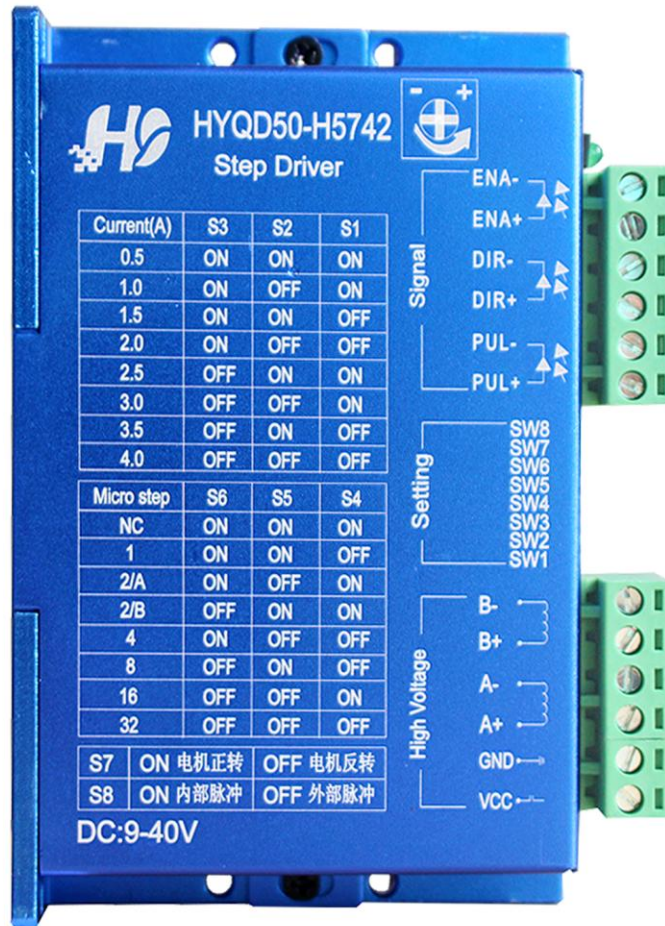 HYQD50-H5742
Step Driver
- +
Current(A) S3 S2 S1
0.5 ON ON ON
1.0 ON OFF ON
1.5 ON ON OFF
2.0 ON OFF OFF
2.5 OFF ON ON
3.0 OFF OFF ON
3.5 OFF ON OFF
4.0 OFF OFF OFF
Micro step S6 S5 S4
NC ON ON ON
1 ON ON OFF
2/A ON OFF ON
2/B OFF ON ON
4 ON OFF OFF
8 OFF ON OFF
16 OFF OFF ON
32 OFF OFF OFF
S7 ON 电机正转 OFF 电机反转
S8 ON 内部脉冲 OFF 外部脉冲
DC:9-40V
Signal
ENA-
ENA+
DIR-
DIR+
PUL-
PUL+
Setting
SW8
SW7
SW6
SW5
SW4
SW3
SW2
SW1
High Voltage
B-
B+
A-
A+
GND
VCC